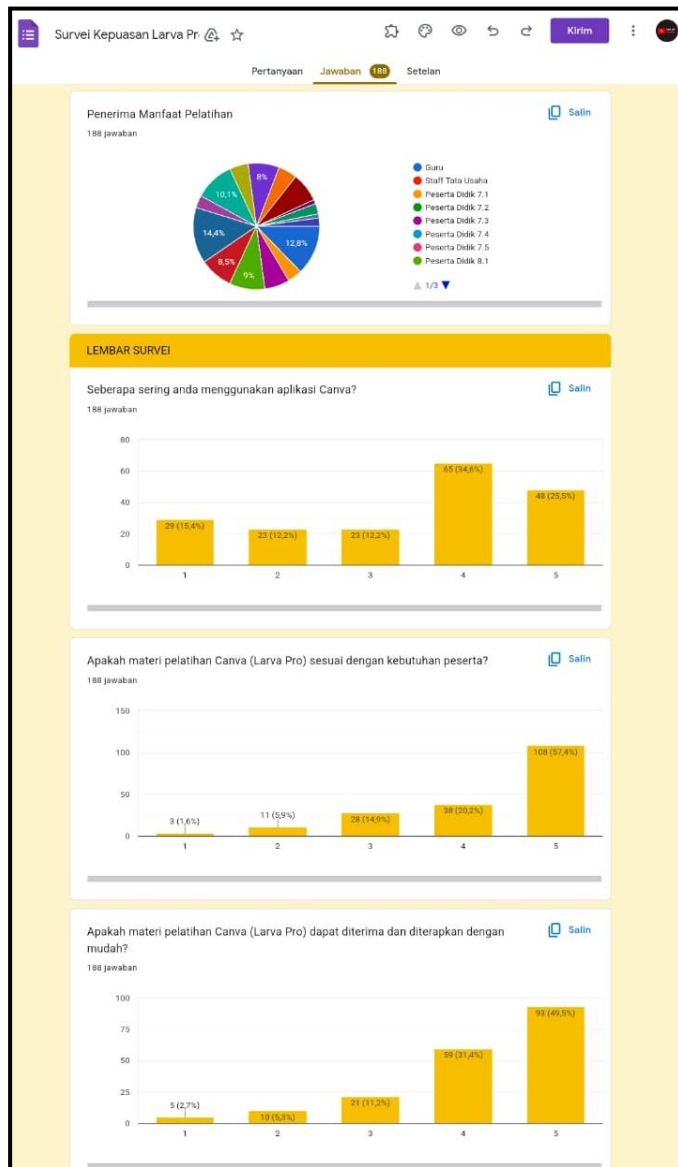 Survei Kepuasan Larva Pr
Kirim
Pertanyaan Jawaban 188 Setelan
Penerima Manfaat Pelatihan
Salin
188 jawaban
8%
10,1%
14,4%
8,5%
9%
12,8%
Guru
Staff Tata Usaha
Peserta Didik 7.1
Peserta Didik 7.2
Peserta Didik 7.3
Peserta Didik 7.4
Peserta Didik 7.5
Peserta Didik 8.1
1/3
LEMBAR SURVEI
Seberapa sering anda menggunakan aplikasi Canva?
Salin
188 jawaban
80
60
40
20
0
29 (15,4%)
23 (12,2%)
23 (12,2%)
65 (34,6%)
48 (25,5%)
1 2 3 4 5
Apakah materi pelatihan Canva (Larva Pro) sesuai dengan kebutuhan peserta?
Salin
188 jawaban
150
100
50
0
3 (1,6%)
11 (5,9%)
28 (14,9%)
38 (20,2%)
108 (57,4%)
1 2 3 4 5
Apakah materi pelatihan Canva (Larva Pro) dapat diterima dan diterapkan dengan
mudah?
Salin
188 jawaban
100
75
50
25
0
5 (2,7%)
10 (5,3%)
21 (11,2%)
59 (31,4%)
93 (49,5%)
1 2 3 4 5